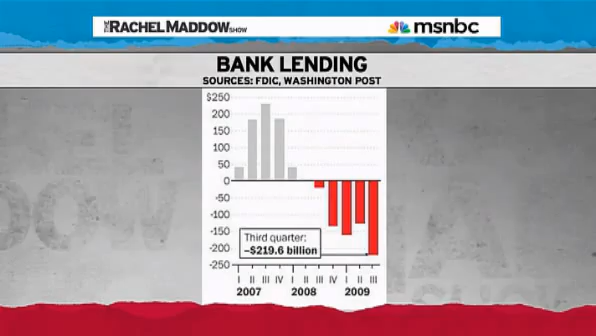 THE RACHEL MADDOW SHOW
msnbc
BANK LENDING
SOURCES: FDIC, WASHINGTON POST
$250
200
150
100
50
0
-50
-100
-150
-200
-250
Third quarter:
–$219.6 billion
I II III IV I II III IV I II III
2007 2008 2009